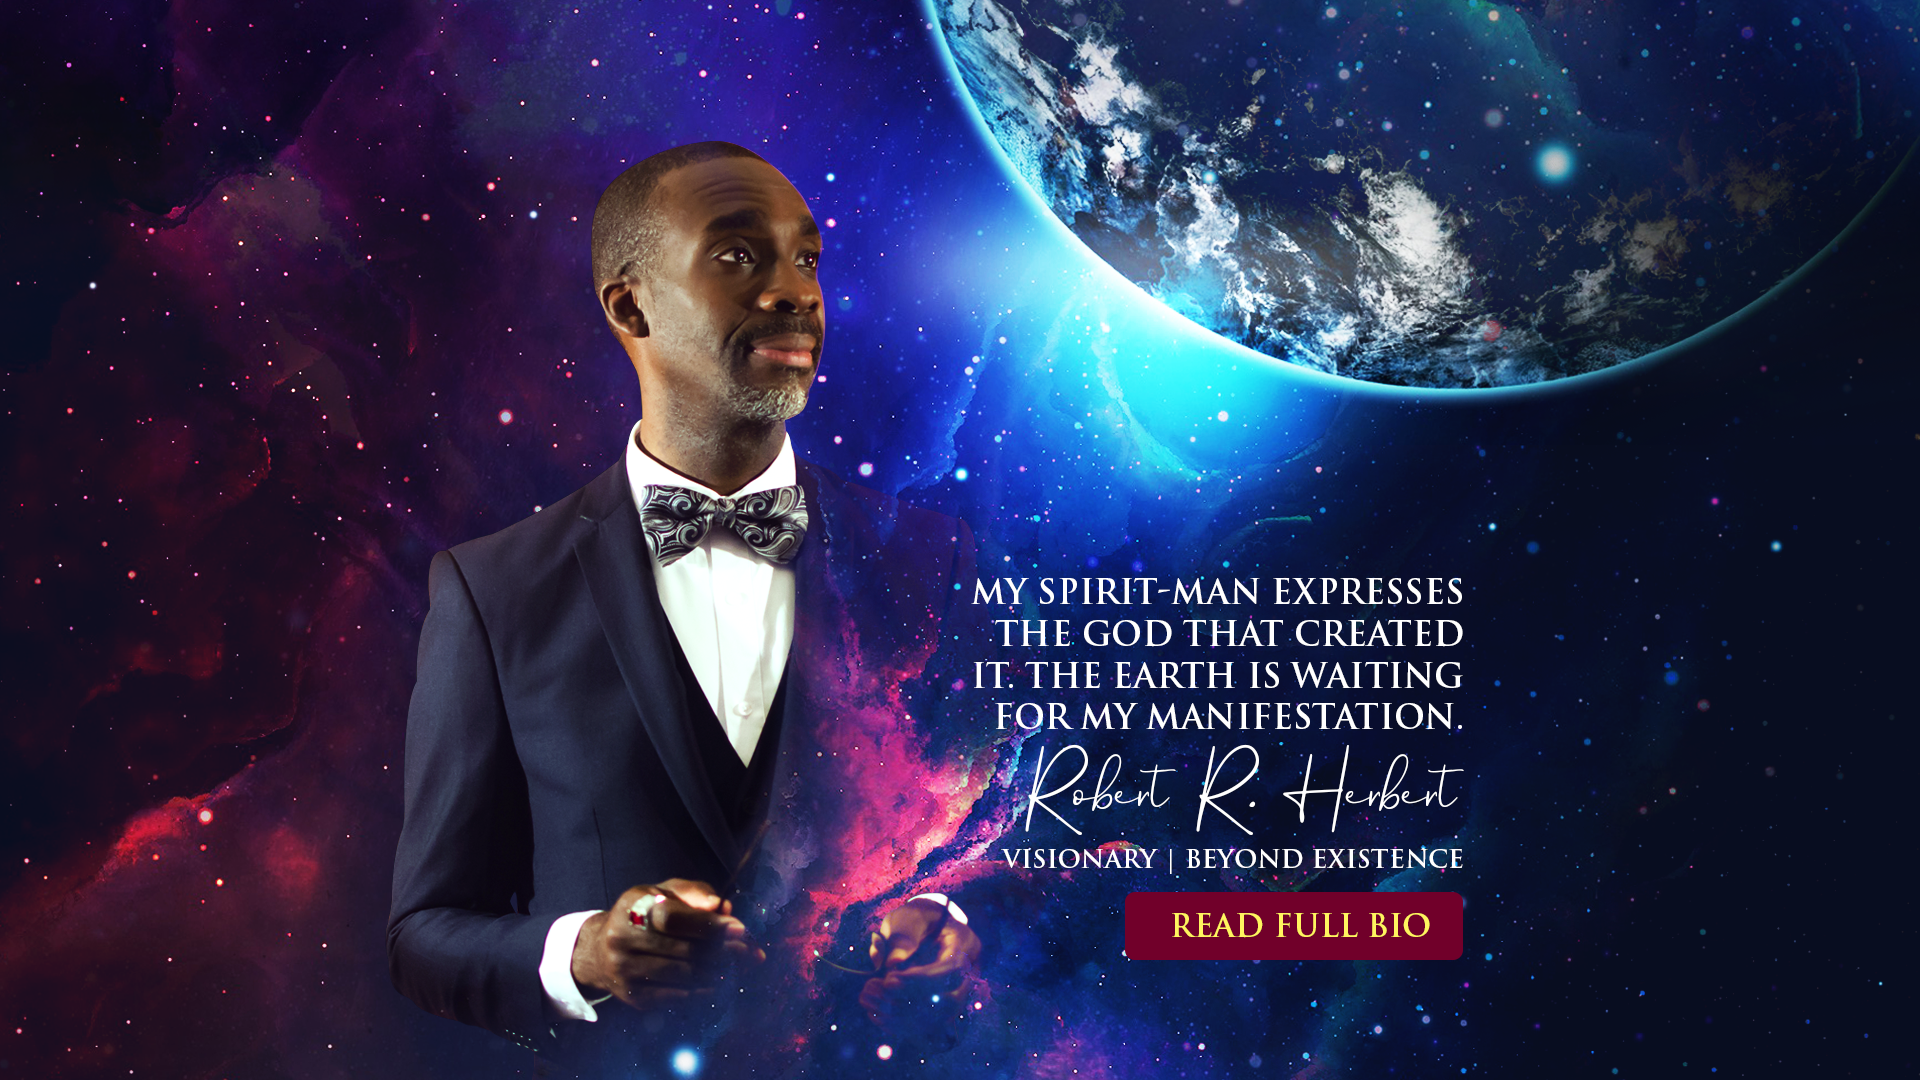 MY SPIRIT-MAN EXPRESSES
THE GOD THAT CREATED
IT. THE EARTH IS WAITING
FOR MY MANIFESTATION.
Robert R. Herbert
VISIONARY | BEYOND EXISTENCE
READ FULL BIO